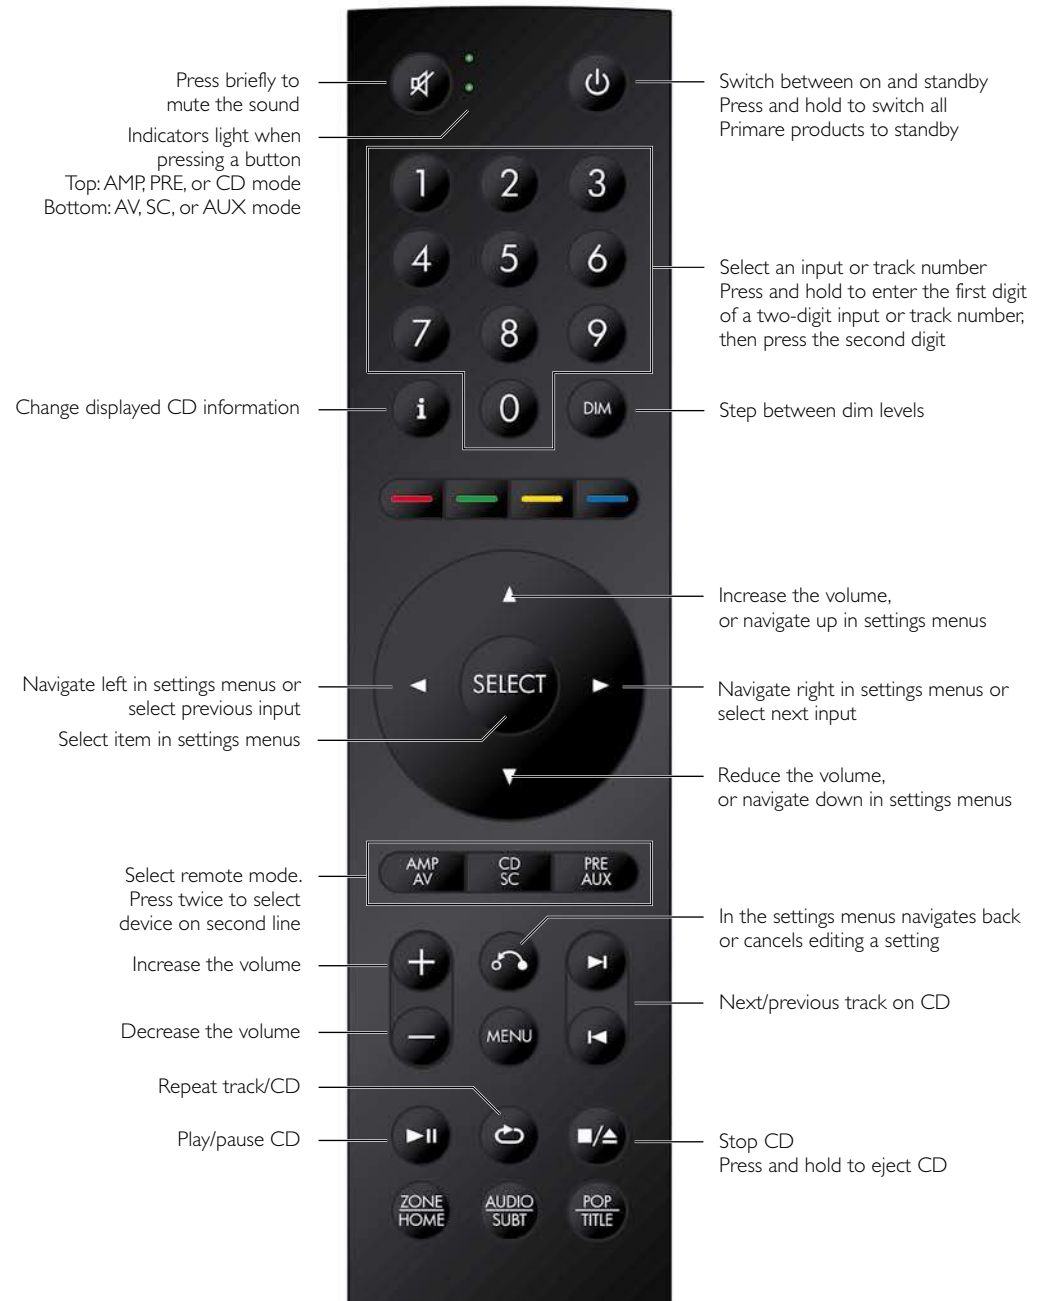 Press briefly to
mute the sound
Switch between on and standby
Press and hold to switch all
Primare products to standby
Indicators light when
pressing a button
Top: AMP, PRE, or CD mode
Bottom: AV, SC, or AUX mode
1 2 3
4 5 6
Select an input or track number
Press and hold to enter the first digit
of a two-digit input or track number,
then press the second digit
7 8 9
Change displayed CD information
i 0 DIM
Step between dim levels
Increase the volume,
or navigate up in settings menus
Navigate left in settings menus or
select previous input
SELECT
Navigate right in settings menus or
select next input
Select item in settings menus
Reduce the volume,
or navigate down in settings menus
Select remote mode.
Press twice to select
device on second line
AMP CD PRE
AV SC AUX
In the settings menus navigates back
or cancels editing a setting
Increase the volume
Next/previous track on CD
Decrease the volume
MENU
Repeat track/CD
Play/pause CD
Stop CD
Press and hold to eject CD
ZONE AUDIO POP
HOME SUBT TITLE